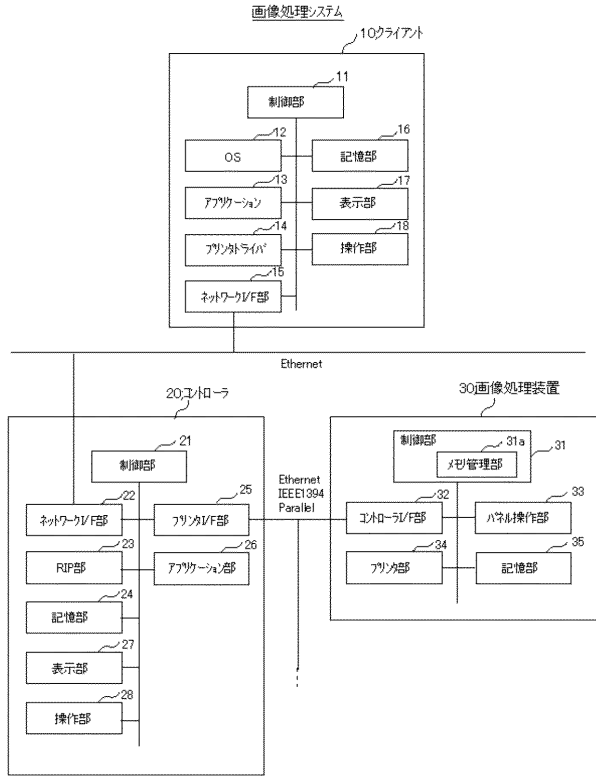 画像処理システム
10;クライアント
11
制御部
12
OS
16
記憶部
13
アプリケーション
17
表示部
14
プリンタドライバ
18
操作部
15
ネットワークI/F部
Ethernet
20;コントローラ
21
制御部
22
ネットワークI/F部
25
プリンタI/F部
23
RIP部
26
アプリケーション部
24
記憶部
27
表示部
28
操作部
Ethernet
IEEE1394
Parallel
30;画像処理装置
制御部
31a
メモリ管理部
31
32
コントローラI/F部
33
パネル操作部
34
プリンタ部
35
記憶部